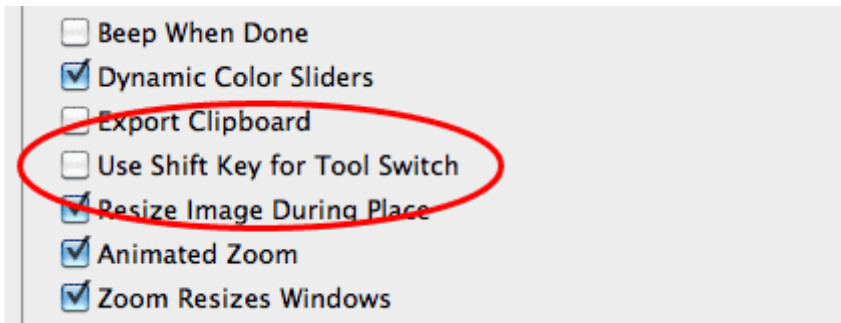 Beep When Done
Dynamic Color Sliders
Export Clipboard
Use Shift Key for Tool Switch
Resize Image During Place
Animated Zoom
Zoom Resizes Windows